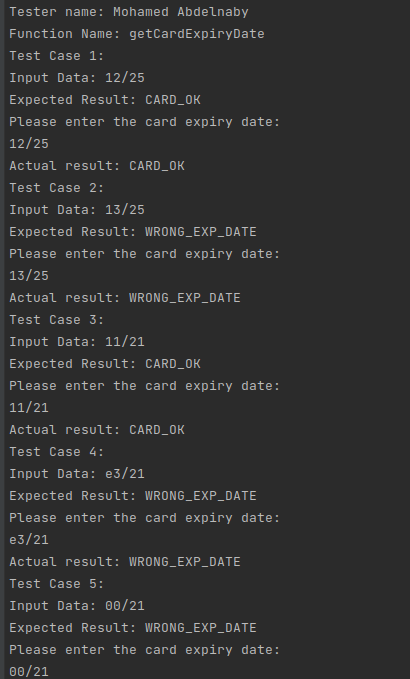 Tester name: Mohamed Abdelnaby
Function Name: getCardExpiryDate
Test Case 1:
Input Data: 12/25
Expected Result: CARD_OK
Please enter the card expiry date:
12/25
Actual result: CARD_OK
Test Case 2:
Input Data: 13/25
Expected Result: WRONG_EXP_DATE
Please enter the card expiry date:
13/25
Actual result: WRONG_EXP_DATE
Test Case 3:
Input Data: 11/21
Expected Result: CARD_OK
Please enter the card expiry date:
11/21
Actual result: CARD_OK
Test Case 4:
Input Data: e3/21
Expected Result: WRONG_EXP_DATE
Please enter the card expiry date:
e3/21
Actual result: WRONG_EXP_DATE
Test Case 5:
Input Data: 00/21
Expected Result: WRONG_EXP_DATE
Please enter the card expiry date:
00/21